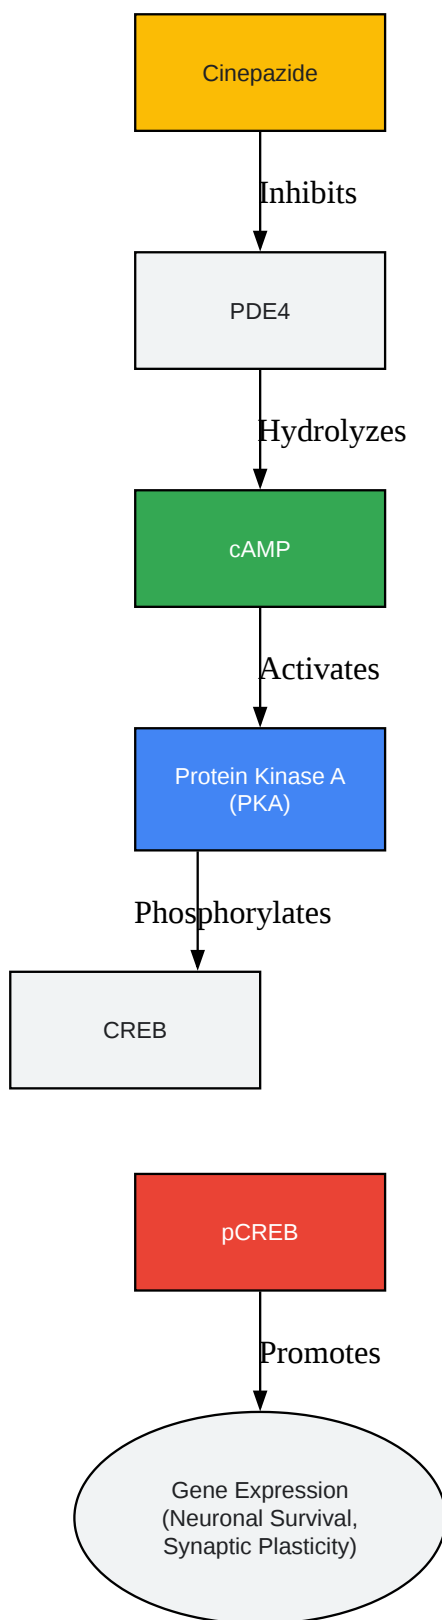 Cinepazide
Inhibits
PDE4
Hydrolyzes
cAMP
Activates
Protein Kinase A
(PKA)
Phosphorylates
CREB
pCREB
Promotes
Gene Expression
(Neuronal Survival,
Synaptic Plasticity)